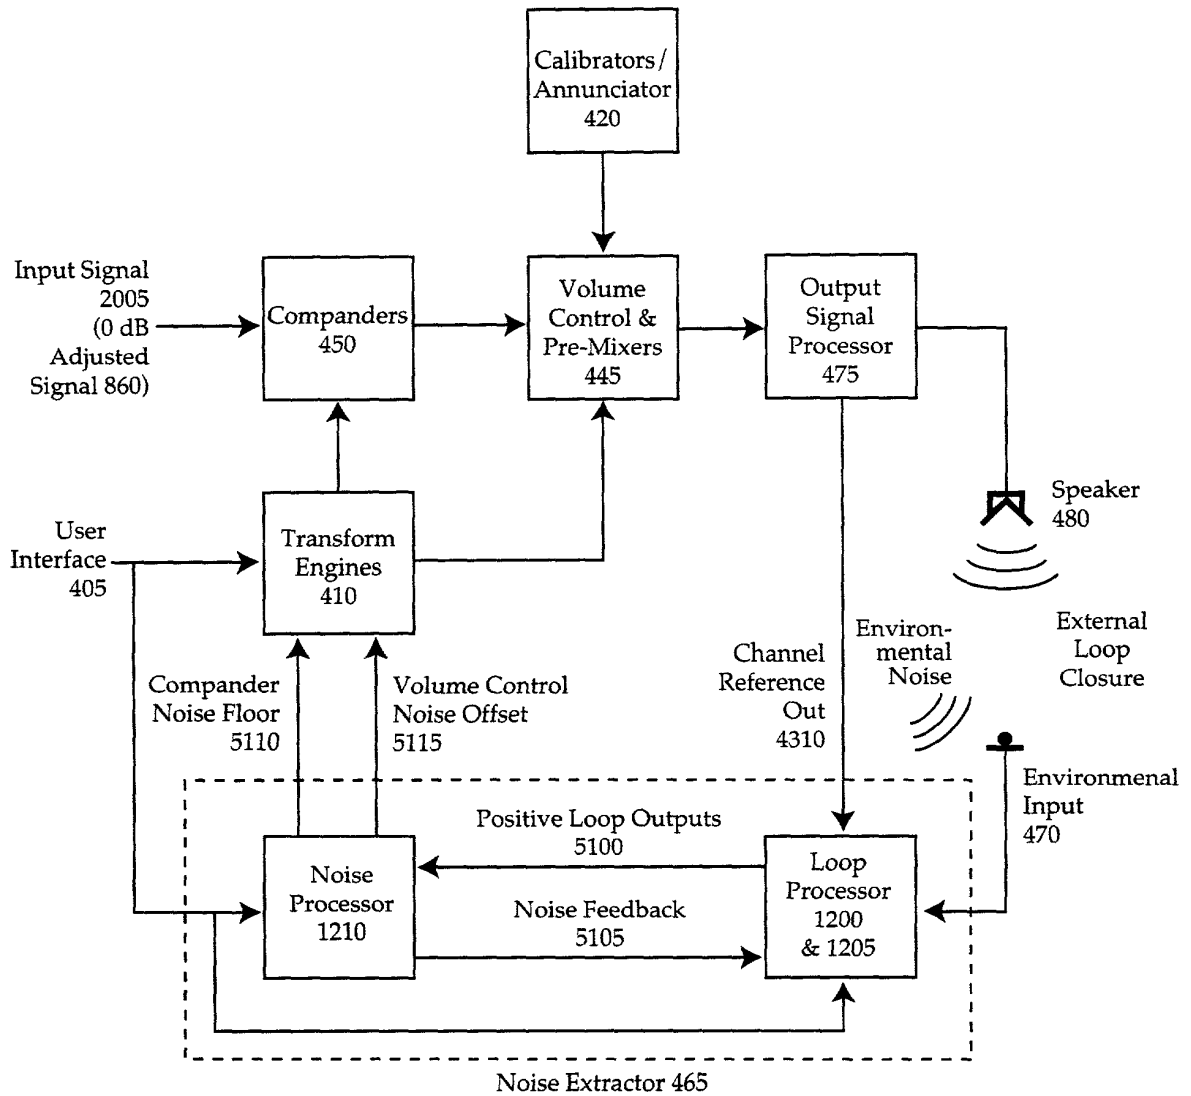 Calibrators/
Annunciator
420
Input Signal
2005
(0 dB
Adjusted
Signal 860)
Companders
450
Volume
Control &
Pre-Mixers
445
Output
Signal
Processor
475
User
Interface
405
Transform
Engines
410
Speaker
480
Environ-
mental
Noise
External
Loop
Closure
Compander
Noise Floor
5110
Volume Control
Noise Offset
5115
Channel
Reference
Out
4310
Environmenal
Input
470
Positive Loop Outputs
5100
Noise
Processor
1210
Noise Feedback
5105
Loop
Processor
1200
& 1205
Noise Extractor 465